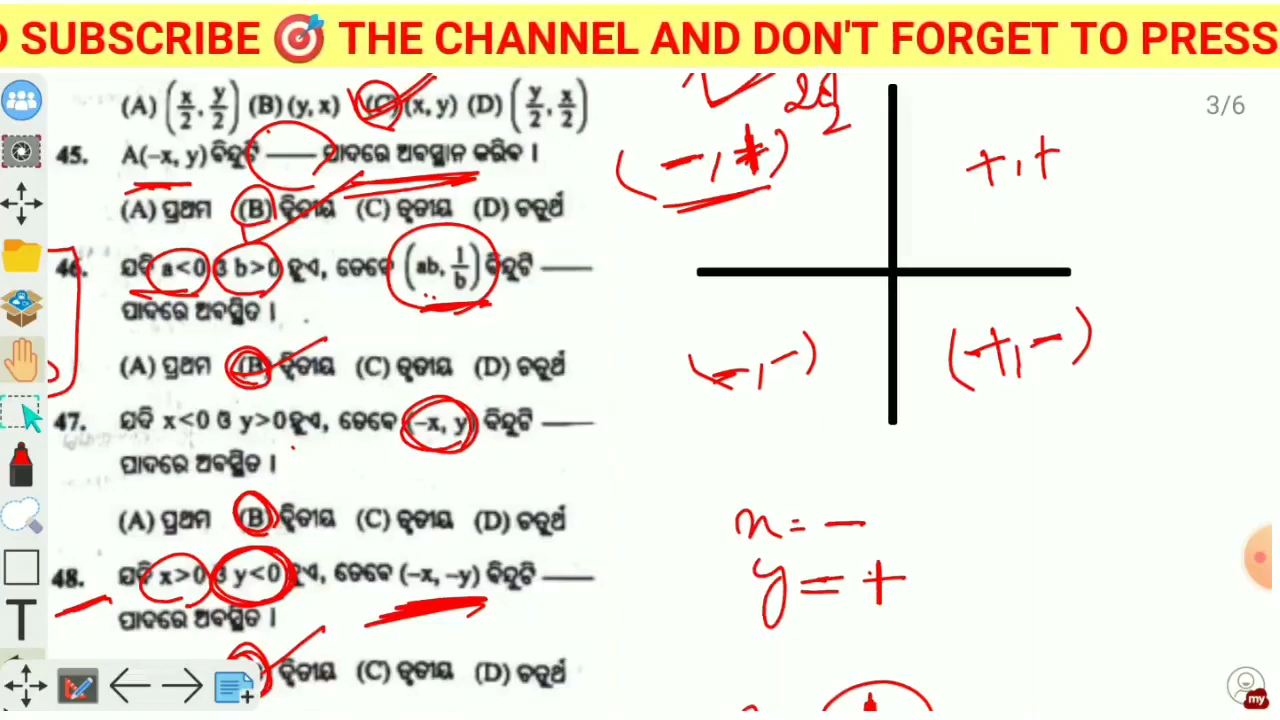 SUBSCRIBE 🎯 THE CHANNEL AND DON'T FORGET TO PRESS
3/6
(A) (x/2, y/2) (B) (y, x) (C) (x, y) (D) (y/2, x/2)
45. A(–x, y) ବିନ୍ଦୁଟି —— ପାଦରେ ଅବସ୍ଥାନ କରିବ ।
(A) ପ୍ରଥମ (B) ଦ୍ବିତୀୟ (C) ତୃତୀୟ (D) ଚତୁର୍ଥ
46. ଯଦି a<0 ଓ b>0 ହୁଏ, ତେବେ (ab, 1/b) ବିନ୍ଦୁଟି ——
ପାଦରେ ଅବସ୍ଥିତ ।
(A) ପ୍ରଥମ (B) ଦ୍ବିତୀୟ (C) ତୃତୀୟ (D) ଚତୁର୍ଥ
47. ଯଦି x<0 ଓ y>0 ହୁଏ, ତେବେ (–x, y) ବିନ୍ଦୁଟି ——
ପାଦରେ ଅବସ୍ଥିତ ।
(A) ପ୍ରଥମ (B) ଦ୍ବିତୀୟ (C) ତୃତୀୟ (D) ଚତୁର୍ଥ
48. ଯଦି x>0 ଓ y<0 ହୁଏ, ତେବେ (–x, –y) ବିନ୍ଦୁଟି ——
ପାଦରେ ଅବସ୍ଥିତ ।
ଦ୍ବିତୀୟ (C) ତୃତୀୟ (D) ଚତୁର୍ଥ
(–, +)
+, +
(–, –)
(+, –)
x = –
y = +
T
my